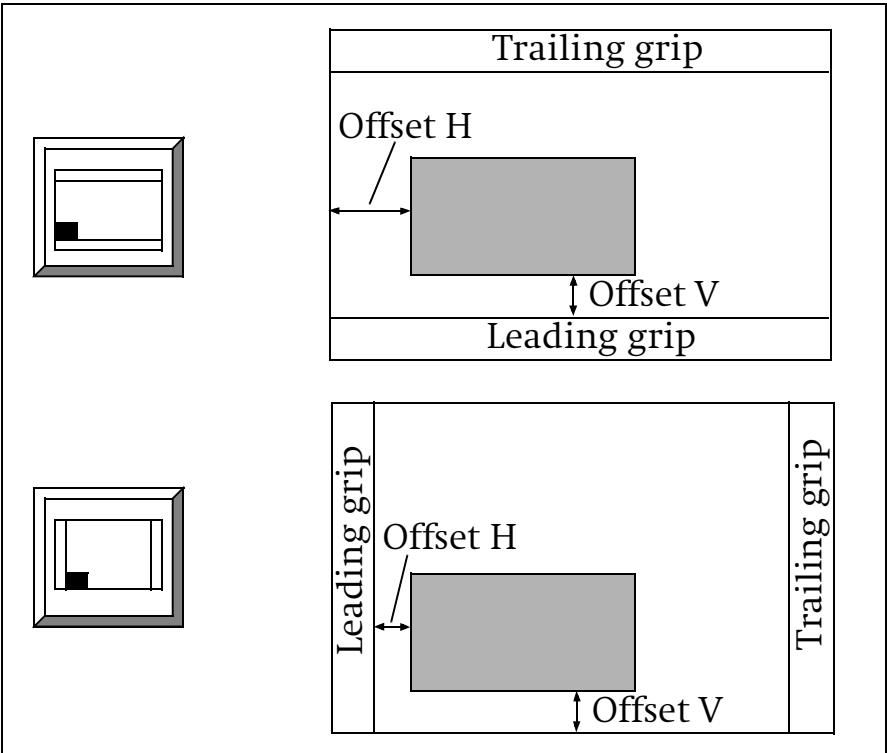 Trailing grip
Offset H
Offset V
Leading grip
Leading grip
Offset H
Trailing grip
Offset V